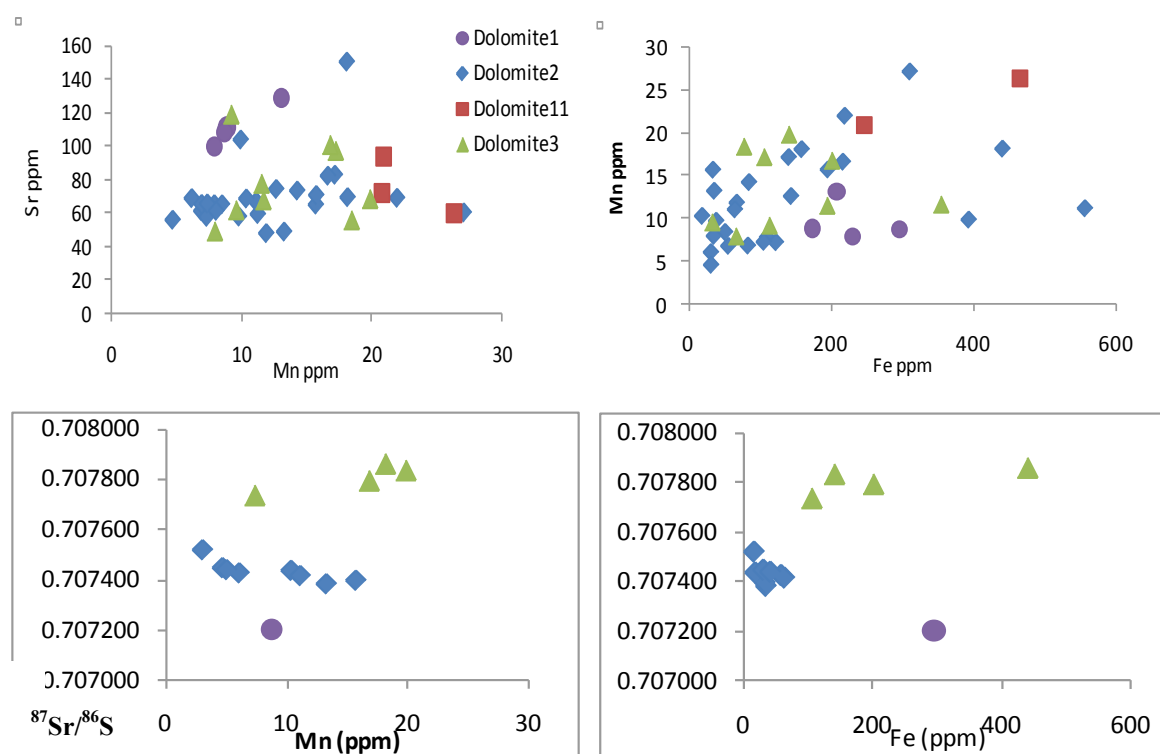 160
140
120
100
80
60
40
20
0
Sr ppm
0 10 20 30
Mn ppm
Dolomite1
Dolomite2
Dolomite11
Dolomite3
30
25
20
15
10
5
0
Mn ppm
0 200 400 600
Fe ppm
0.708000
0.707800
0.707600
0.707400
0.707200
0.707000
⁸⁷Sr/⁸⁶S
0 10 20 30
Mn (ppm)
0.708000
0.707800
0.707600
0.707400
0.707200
0.707000
0 200 400 600
Fe (ppm)